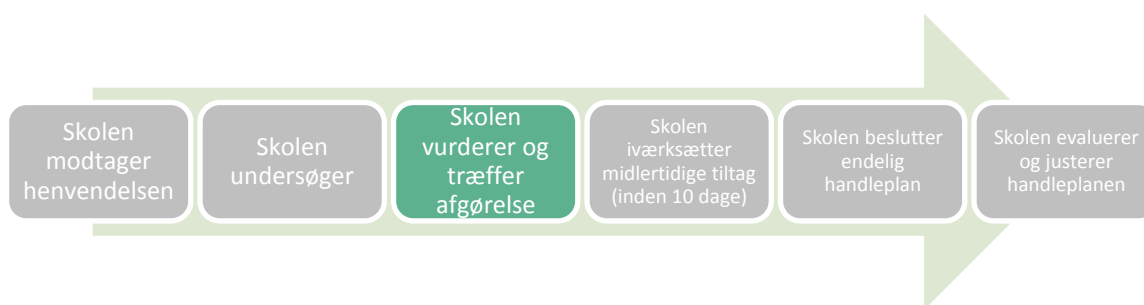 Skolen
modtager
henvendelsen
Skolen
undersøger
Skolen
vurderer og
træffer
afgørelse
Skolen
iværksætter
midlertidige tiltag
(inden 10 dage)
Skolen beslutter
endelig
handleplan
Skolen evaluerer
og justerer
handleplanen